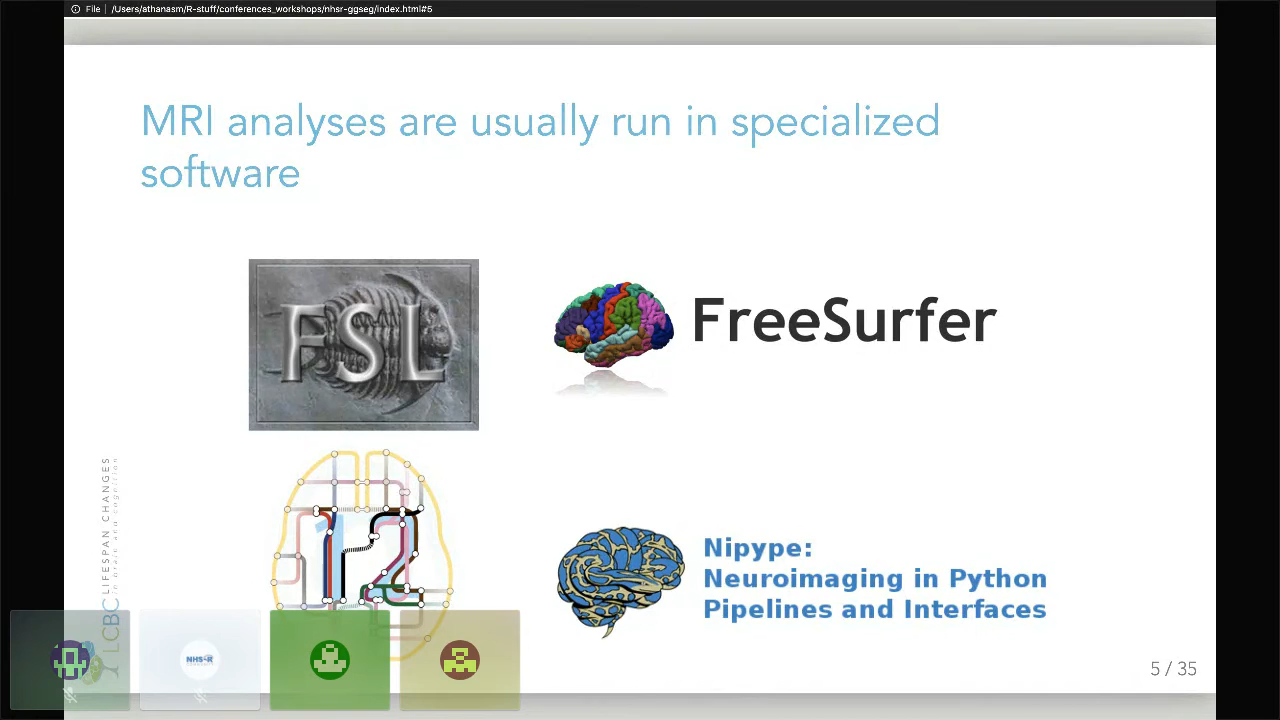 File /Users/athanasm/R-stuff/conferences_workshops/nhsr-ggseg/index.html#5
MRI analyses are usually run in specialized
software
FSL
FreeSurfer
12
Nipype:
Neuroimaging in Python
Pipelines and Interfaces
LCBC LIFESPAN CHANGES
in brain and cognition
NHS-R
5 / 35